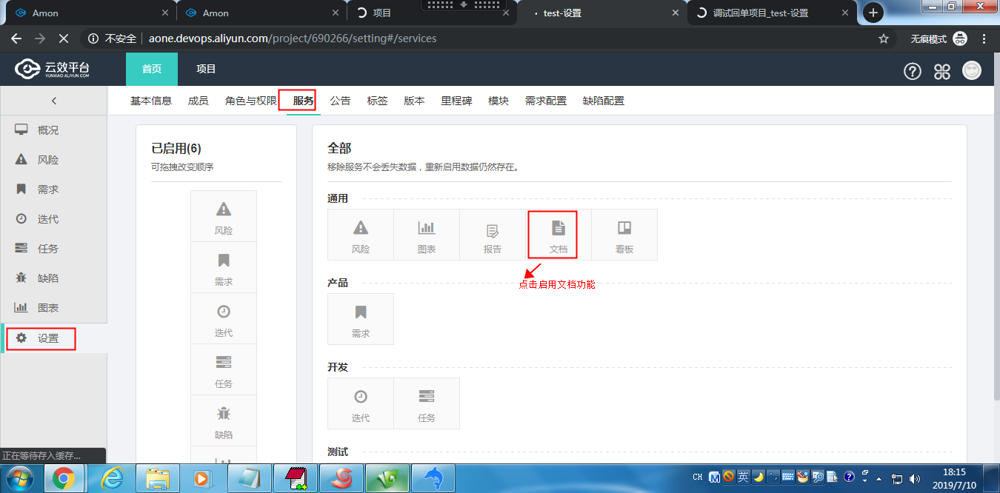 Amon
Amon
项目
test-设置
调试回单项目_test-设置
不安全
aone.devops.aliyun.com/project/690266/setting#/services
无痕模式
云效平台
YUNXIAO.ALIYUN.COM
首页
项目
基本信息
成员
角色与权限
服务
公告
标签
版本
里程碑
模块
需求配置
缺陷配置
概况
风险
需求
迭代
任务
缺陷
图表
设置
已启用(6)
可拖拽改变顺序
风险
需求
迭代
任务
缺陷
全部
移除服务不会丢失数据，重新启用数据仍然存在。
通用
风险
图表
报告
文档
看板
点击启用文档功能
产品
需求
开发
迭代
任务
测试
正在等待存入缓存...
CH
英
18:15
2019/7/10